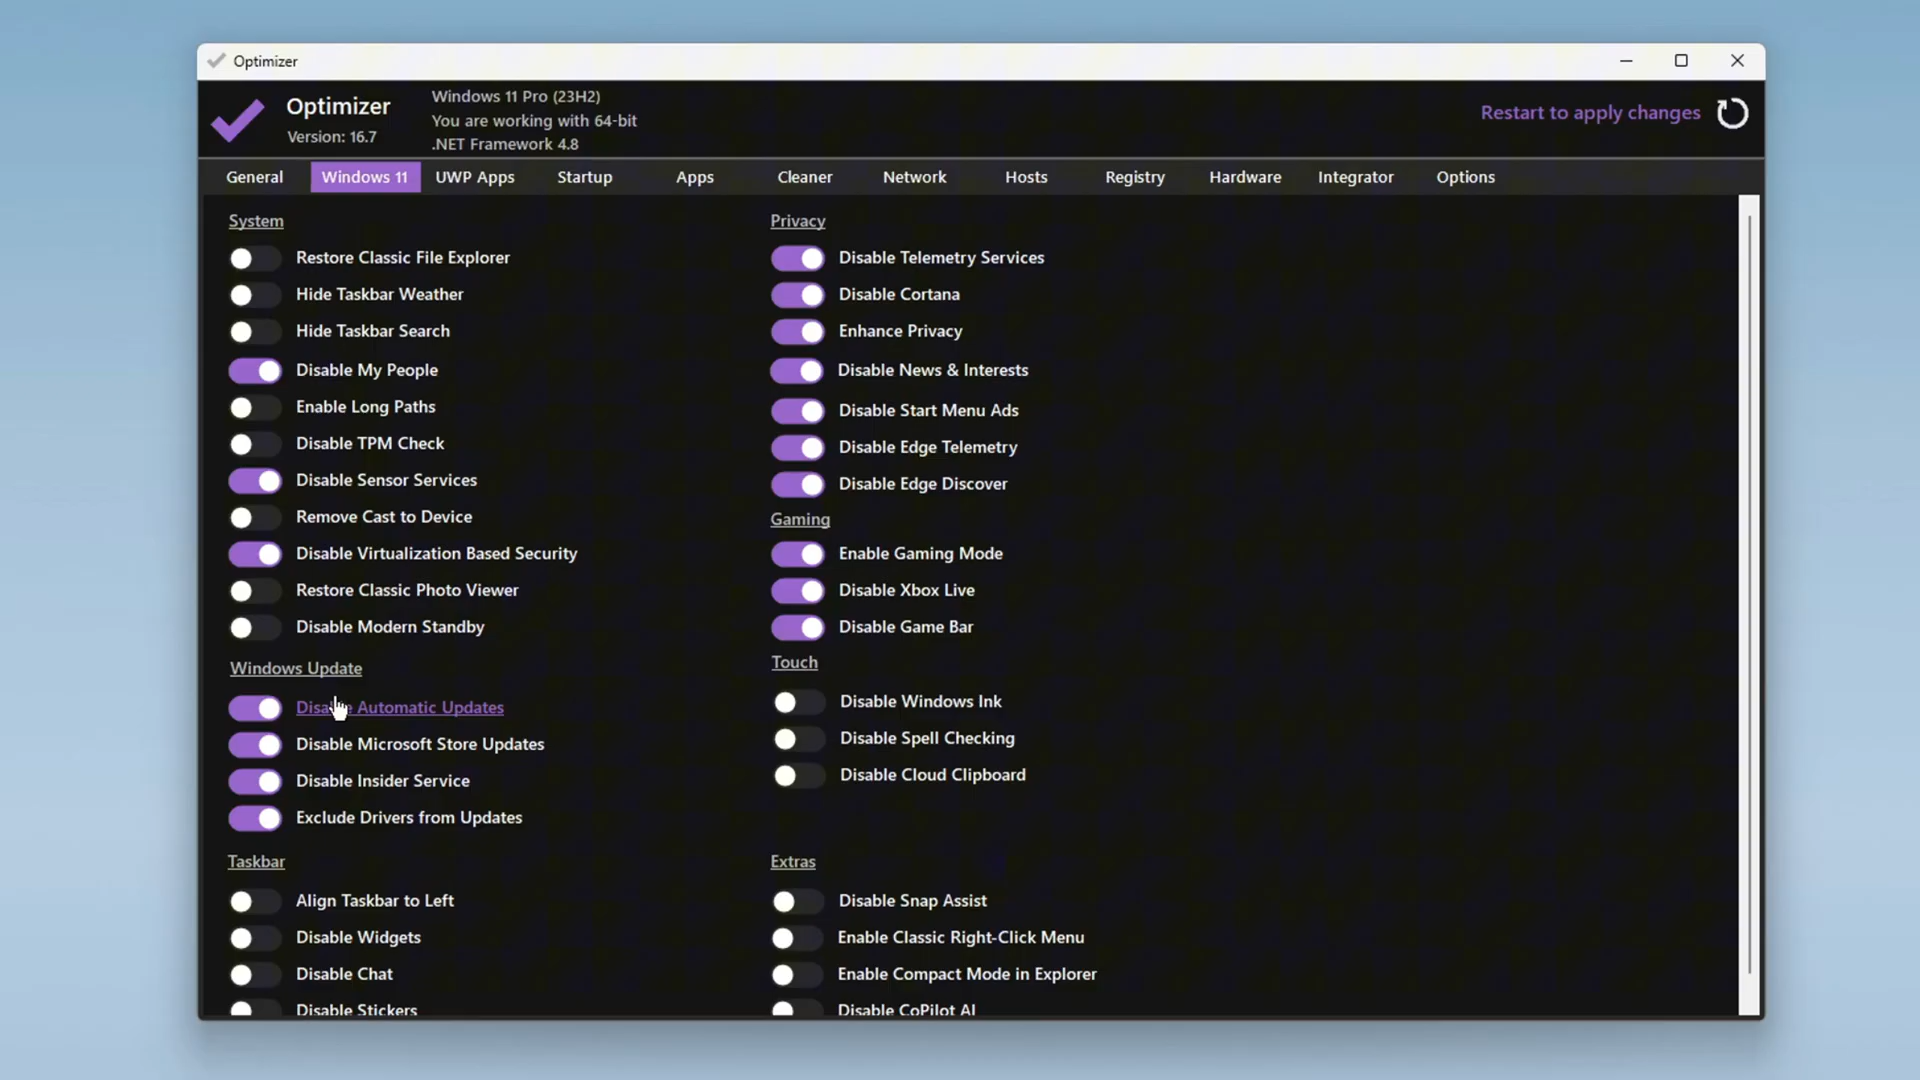 Optimizer
Optimizer
Version: 16.7
Windows 11 Pro (23H2)
You are working with 64-bit
.NET Framework 4.8
Restart to apply changes
General
Windows 11
UWP Apps
Startup
Apps
Cleaner
Network
Hosts
Registry
Hardware
Integrator
Options
System
Restore Classic File Explorer
Hide Taskbar Weather
Hide Taskbar Search
Disable My People
Enable Long Paths
Disable TPM Check
Disable Sensor Services
Remove Cast to Device
Disable Virtualization Based Security
Restore Classic Photo Viewer
Disable Modern Standby
Windows Update
Disable Automatic Updates
Disable Microsoft Store Updates
Disable Insider Service
Exclude Drivers from Updates
Taskbar
Align Taskbar to Left
Disable Widgets
Disable Chat
Disable Stickers
Privacy
Disable Telemetry Services
Disable Cortana
Enhance Privacy
Disable News & Interests
Disable Start Menu Ads
Disable Edge Telemetry
Disable Edge Discover
Gaming
Enable Gaming Mode
Disable Xbox Live
Disable Game Bar
Touch
Disable Windows Ink
Disable Spell Checking
Disable Cloud Clipboard
Extras
Disable Snap Assist
Enable Classic Right-Click Menu
Enable Compact Mode in Explorer
Disable CoPilot AI